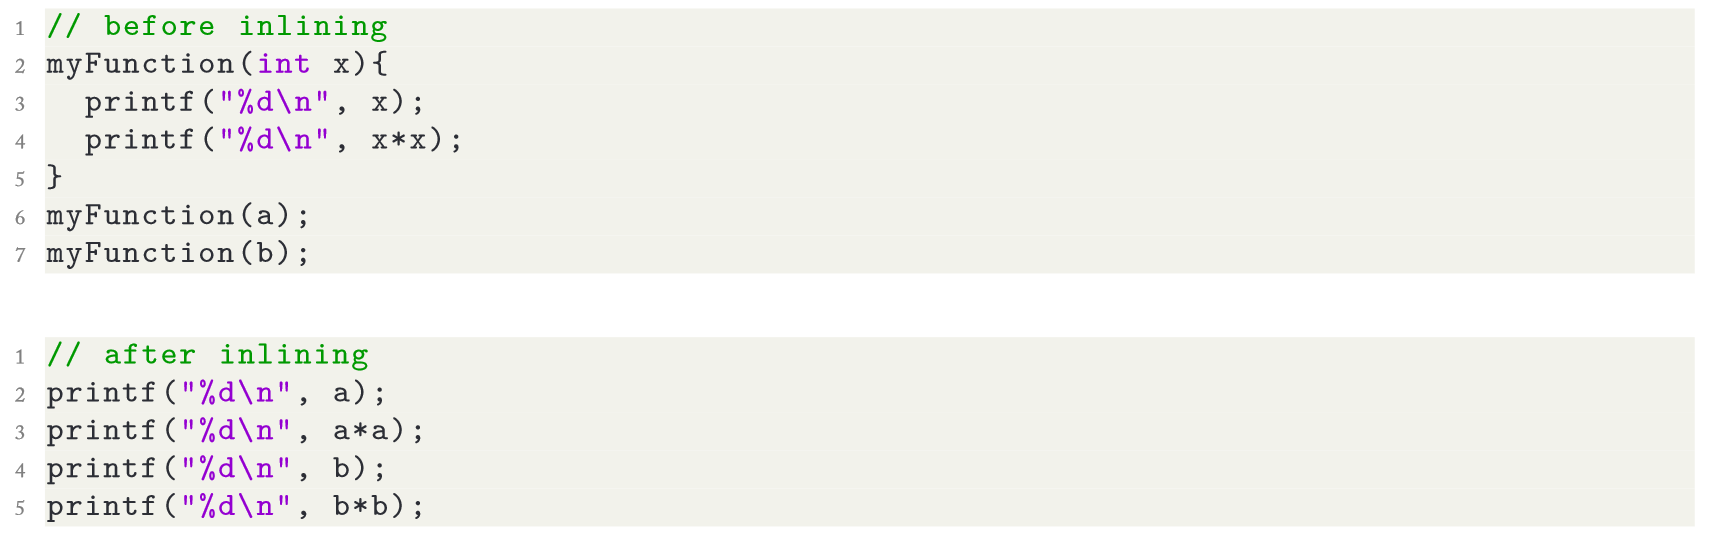 1 // before inlining
2 myFunction(int x){
3   printf("%d\n", x);
4   printf("%d\n", x*x);
5 }
6 myFunction(a);
7 myFunction(b);
1 // after inlining
2 printf("%d\n", a);
3 printf("%d\n", a*a);
4 printf("%d\n", b);
5 printf("%d\n", b*b);